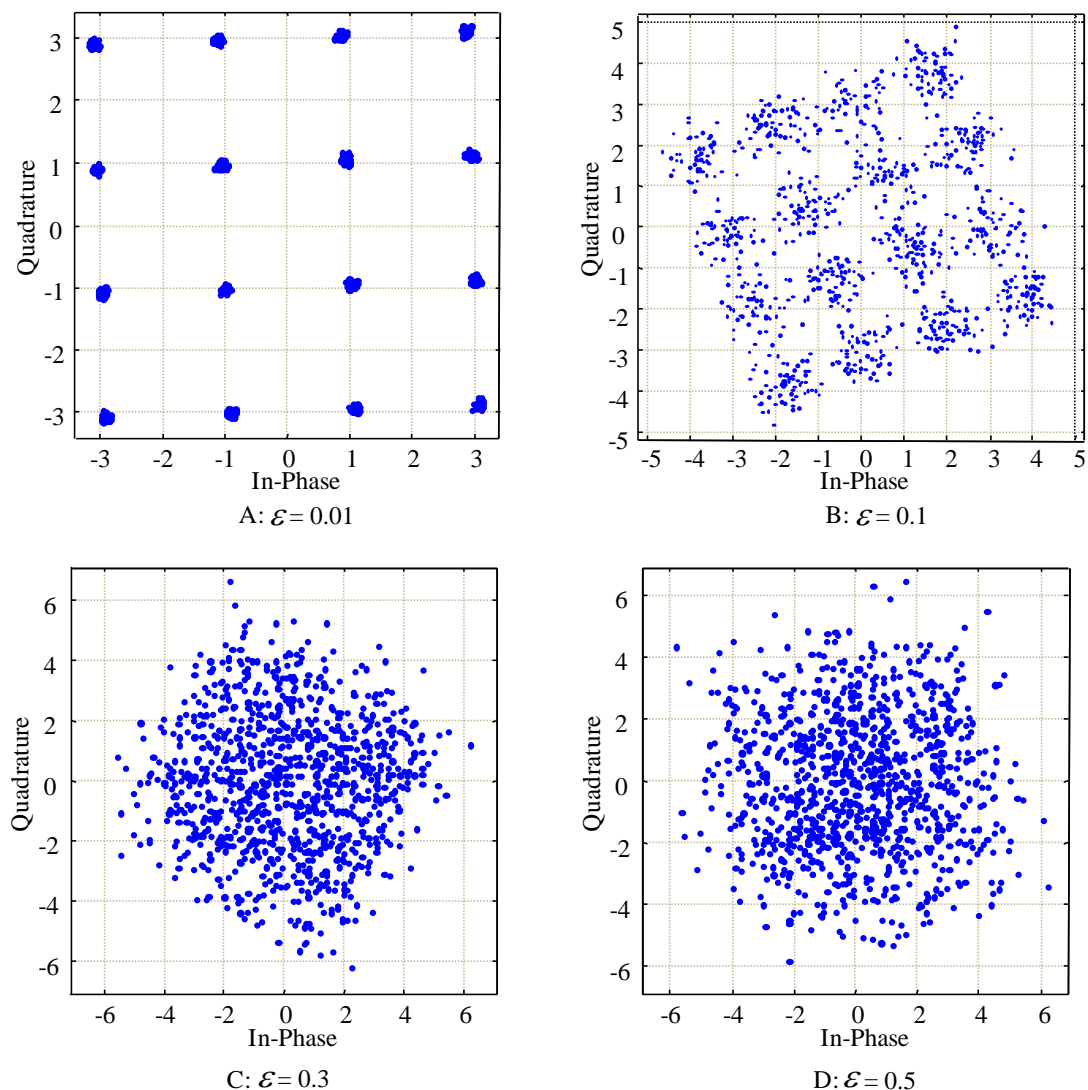 3
2
1
0
-1
-2
-3
Quadrature
-3 -2 -1 0 1 2 3
In-Phase
A: ε = 0.01
5
4
3
2
1
0
-1
-2
-3
-4
-5
Quadrature
-5 -4 -3 -2 -1 0 1 2 3 4 5
In-Phase
B: ε = 0.1
6
4
2
0
-2
-4
-6
Quadrature
-6 -4 -2 0 2 4 6
In-Phase
C: ε = 0.3
6
4
2
0
-2
-4
-6
Quadrature
-6 -4 -2 0 2 4 6
In-Phase
D: ε = 0.5